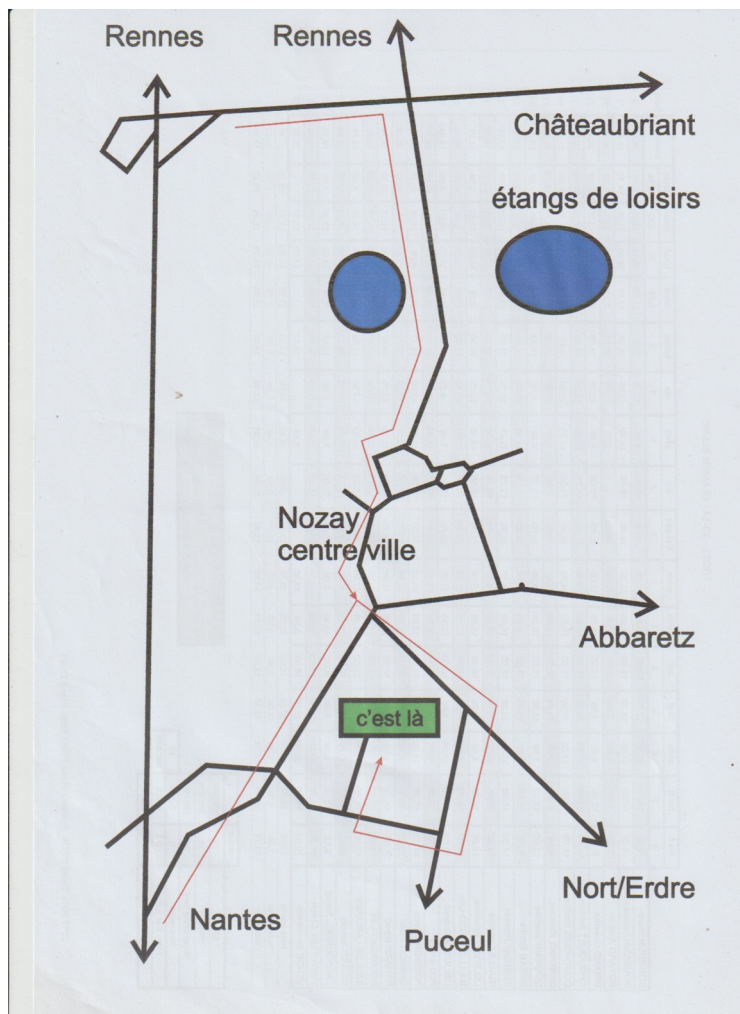 Rennes
Rennes
Châteaubriant
étangs de loisirs
Nozay
centre ville
Abbaretz
c'est là
Nort/Erdre
Nantes
Puceul